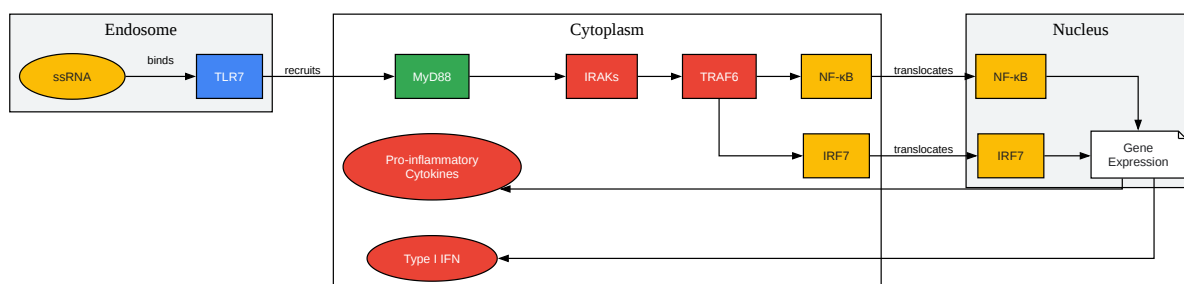 Endosome
Cytoplasm
Nucleus
ssRNA
binds
TLR7
recruits
MyD88
IRAKs
TRAF6
NF-κB
translocates
NF-κB
Pro-inflammatory
Cytokines
IRF7
translocates
IRF7
Gene
Expression
Type I IFN